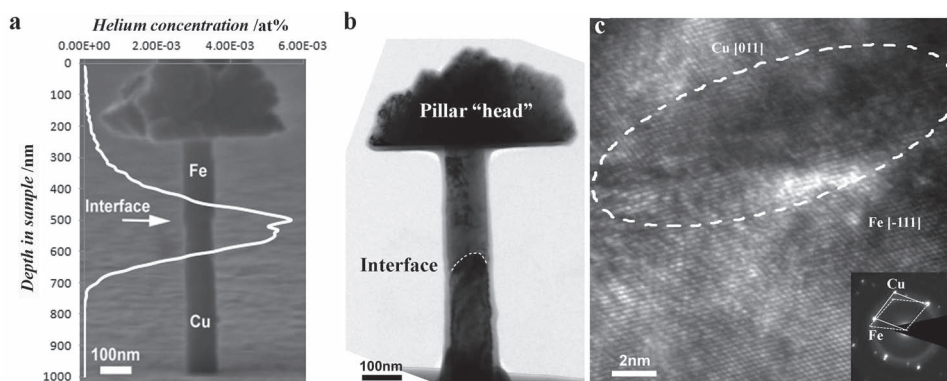 a
Helium concentration /at%
0.00E+00 2.00E-03 4.00E-03 6.00E-03
Depth in sample /nm
0
100
200
300
400
500
600
700
800
900
1000
Fe
Interface
Cu
100nm
b
Pillar “head”
Interface
100nm
c
Cu [011]
Fe [-111]
Cu
Fe
2nm